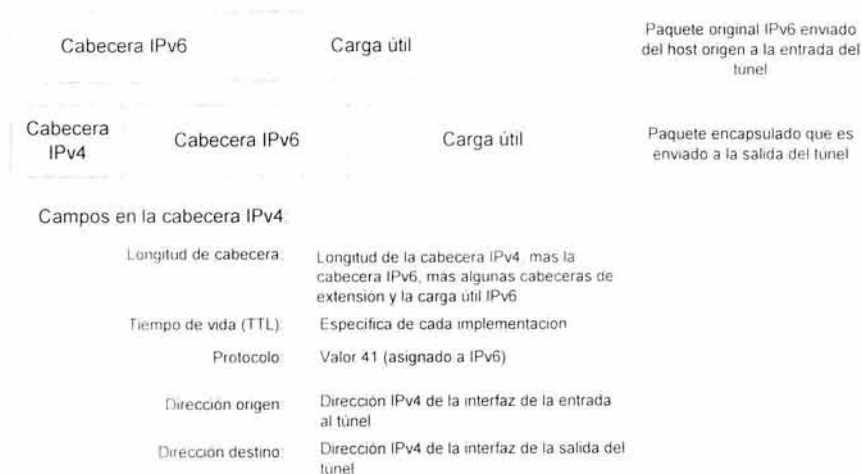 Cabecera IPv6
Carga útil
Paquete original IPv6 enviado
del host origen a la entrada del
túnel
Cabecera
IPv4
Cabecera IPv6
Carga útil
Paquete encapsulado que es
enviado a la salida del túnel
Campos en la cabecera IPv4:
Longitud de cabecera:
Longitud de la cabecera IPv4, mas la
cabecera IPv6, mas algunas cabeceras de
extensión y la carga útil IPv6
Tiempo de vida (TTL):
Específica de cada implementacion
Protocolo:
Valor 41 (asignado a IPv6)
Dirección origen:
Dirección IPv4 de la interfaz de la entrada
al túnel
Dirección destino:
Dirección IPv4 de la interfaz de la salida del
túnel